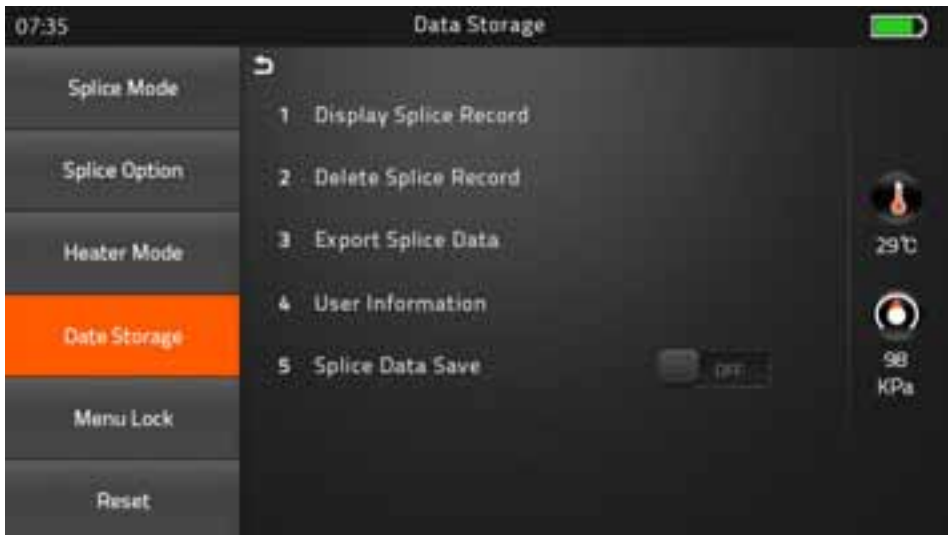 07:35
Data Storage
Splice Mode
Splice Option
Heater Mode
Date Storage
Menu Lock
Reset
1 Display Splice Record
2 Delete Splice Record
3 Export Splice Data
4 User Information
5 Splice Data Save
OFF
29℃
98
KPa